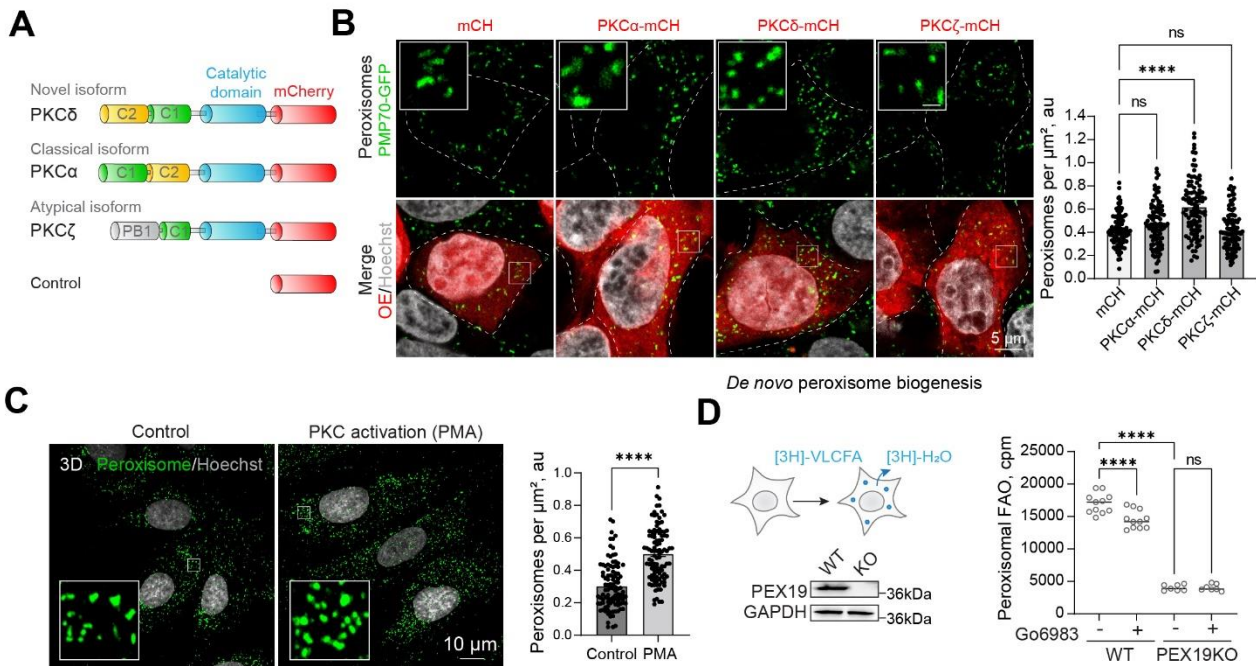 A
Novel isoform
Catalytic
domain
mCherry
PKCδ
C2
C1
Classical isoform
PKCα
C1
C2
Atypical isoform
PKCζ
PB1
C1
Control
B
mCH
PKCα-mCH
PKCδ-mCH
PKCζ-mCH
Peroxisomes
PMP70-GFP
Merge
OE/Hoechst
5 µm
ns
****
ns
Peroxisomes per µm², au
1.4
1.2
1.0
0.8
0.6
0.4
0.2
0.0
mCH
PKCα-mCH
PKCδ-mCH
PKCζ-mCH
De novo peroxisome biogenesis
C
Control
PKC activation (PMA)
3D
Peroxisome/Hoechst
10 µm
****
Peroxisomes per µm², au
1.0
0.8
0.6
0.4
0.2
0.0
Control
PMA
D
[3H]-VLCFA
[3H]-H₂O
WT
KO
PEX19
-36kDa
GAPDH
-36kDa
****
****
ns
Peroxisomal FAO, cpm
25000
20000
15000
10000
5000
0
Go6983
-
+
-
+
WT
PEX19KO